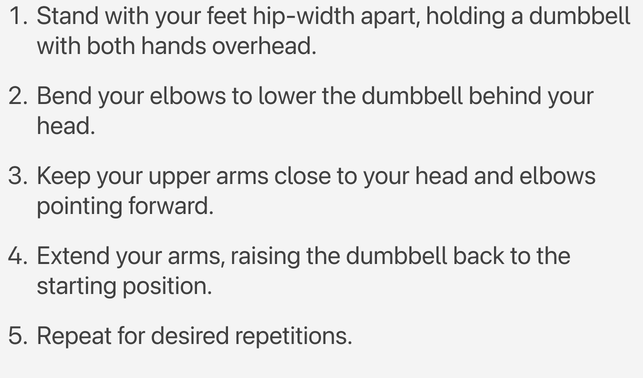 1. Stand with your feet hip-width apart, holding a dumbbell
with both hands overhead.
2. Bend your elbows to lower the dumbbell behind your
head.
3. Keep your upper arms close to your head and elbows
pointing forward.
4. Extend your arms, raising the dumbbell back to the
starting position.
5. Repeat for desired repetitions.